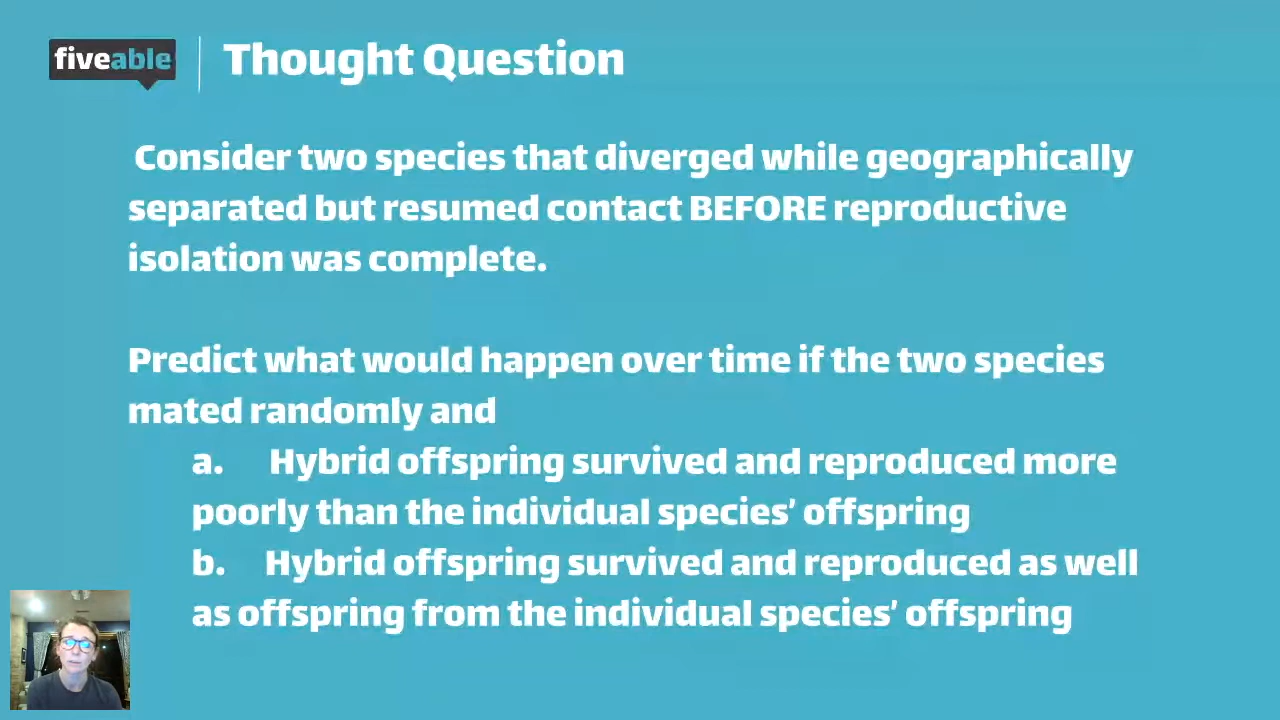 fiveable
Thought Question
Consider two species that diverged while geographically
separated but resumed contact BEFORE reproductive
isolation was complete.
Predict what would happen over time if the two species
mated randomly and
a. Hybrid offspring survived and reproduced more
poorly than the individual species' offspring
b. Hybrid offspring survived and reproduced as well
as offspring from the individual species' offspring